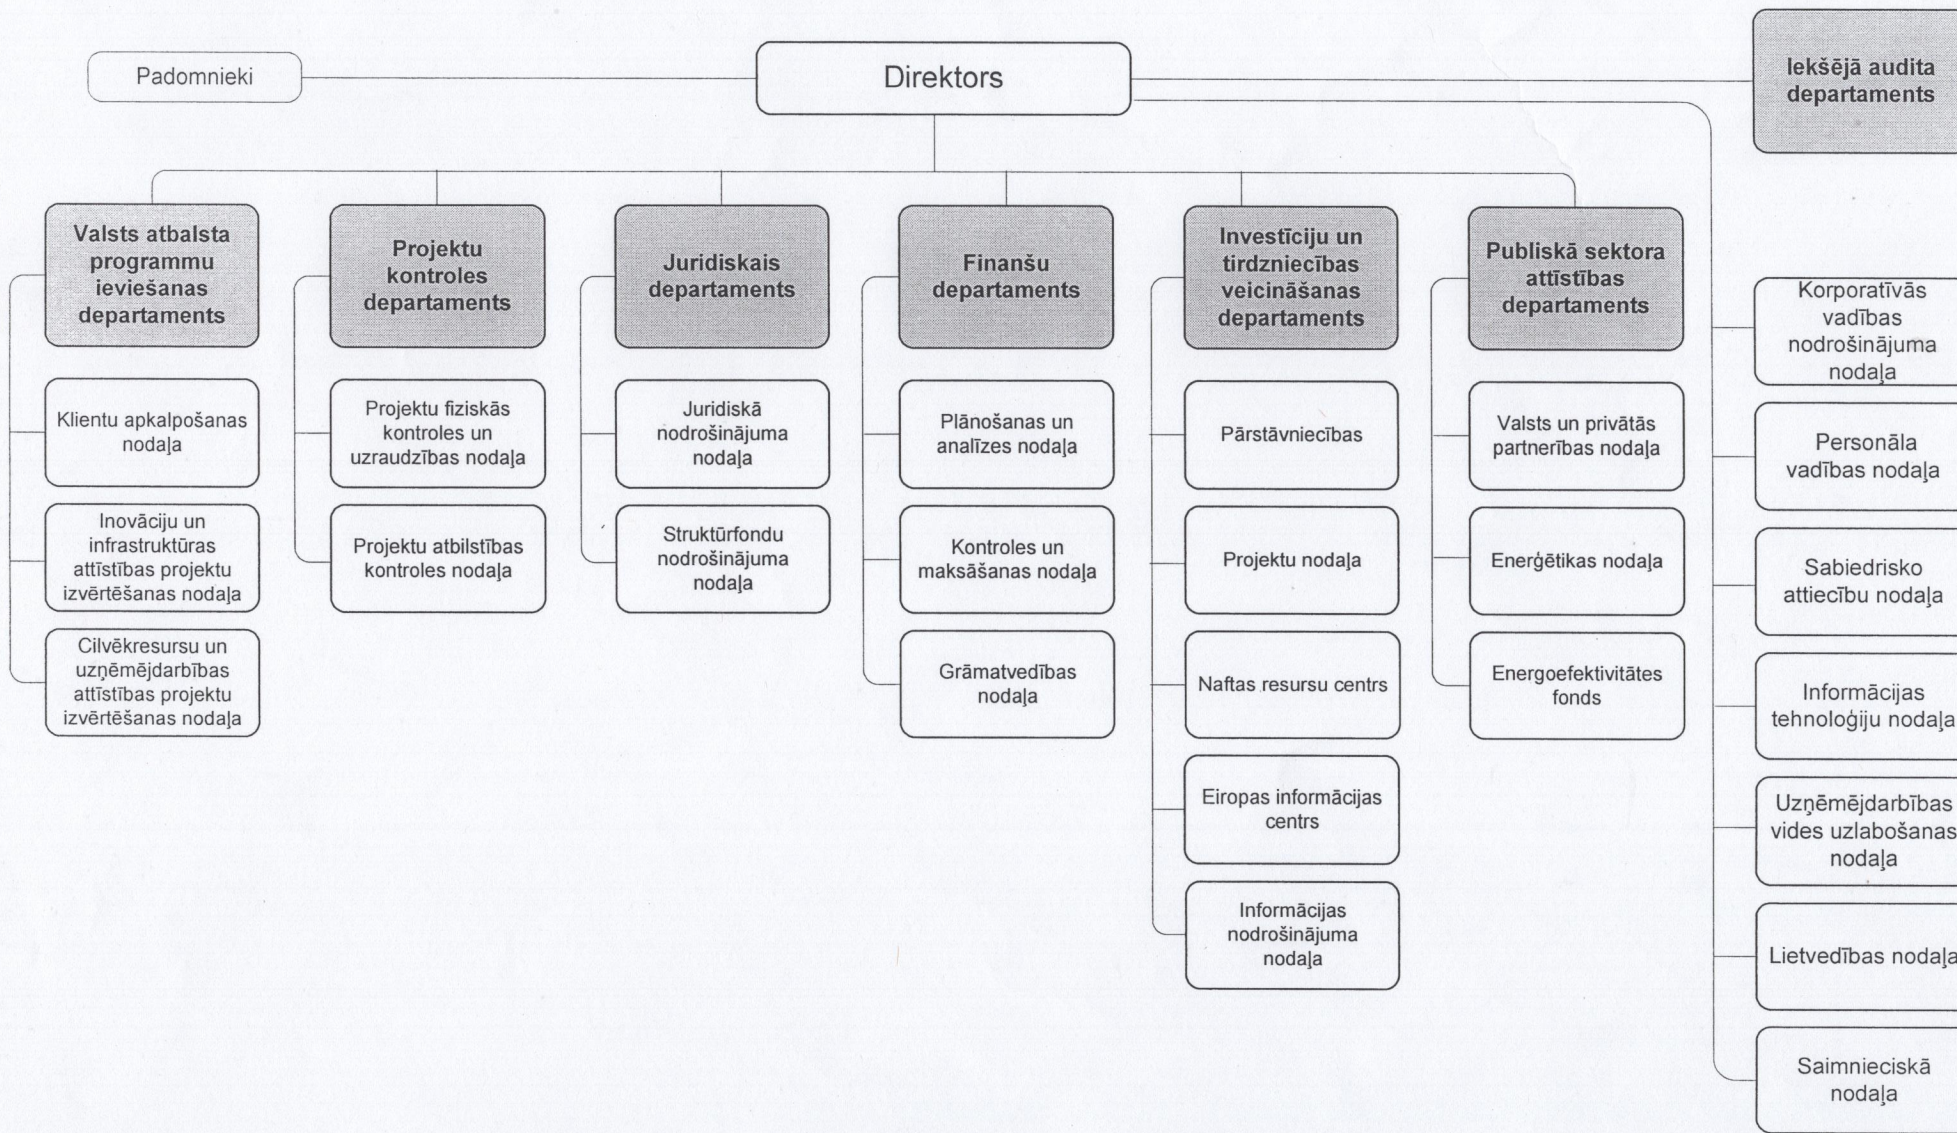 Padomnieki
Direktors
Iekšējā audita
departaments
Valsts atbalsta
programmu
ieviešanas
departaments
Klientu apkalpošanas
nodaļa
Inovāciju un
infrastruktūras
attīstības projektu
izvērtēšanas nodaļa
Cilvēkresursu un
uzņēmējdarbības
attīstības projektu
izvērtēšanas nodaļa
Projektu
kontroles
departaments
Projektu fiziskās
kontroles un
uzraudzības nodaļa
Projektu atbilstības
kontroles nodaļa
Juridiskais
departaments
Juridiskā
nodrošinājuma
nodaļa
Struktūrfondu
nodrošinājuma
nodaļa
Finanšu
departaments
Plānošanas un
analīzes nodaļa
Kontroles un
maksāšanas nodaļa
Grāmatvedības
nodaļa
Investīciju un
tirdzniecības
veicināšanas
departaments
Pārstāvniecības
Projektu nodaļa
Naftas resursu centrs
Eiropas informācijas
centrs
Informācijas
nodrošinājuma
nodaļa
Publiskā sektora
attīstības
departaments
Valsts un privātās
partnerības nodaļa
Enerģētikas nodaļa
Energoefektivitātes
fonds
Korporatīvās
vadības
nodrošinājuma
nodaļa
Personāla
vadības nodaļa
Sabiedrisko
attiecību nodaļa
Informācijas
tehnoloģiju nodaļa
Uzņēmējdarbības
vides uzlabošanas
nodaļa
Lietvedības nodaļa
Saimnieciskā
nodaļa